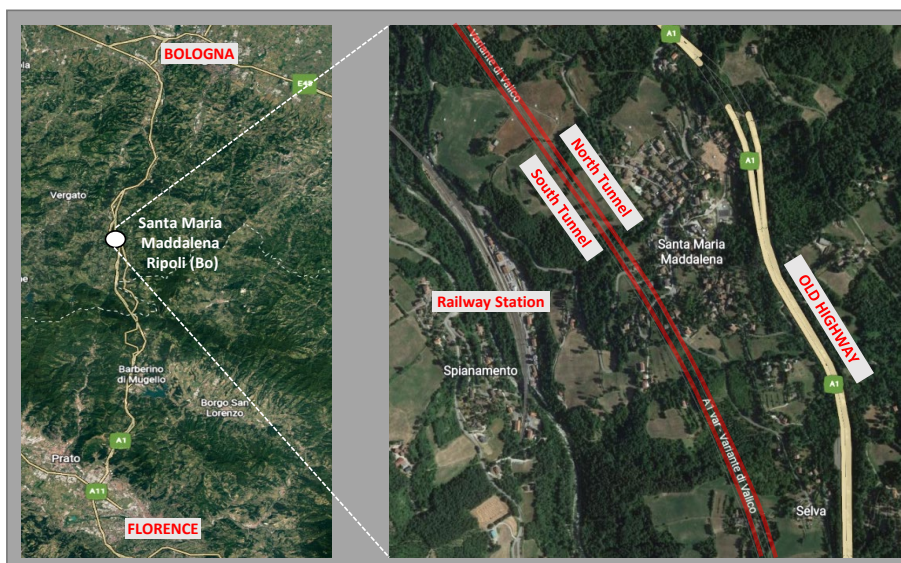 BOLOGNA
E45
Vergato
Santa Maria
Maddalena
Ripoli (Bo)
Barberino
di Mugello
Borgo San
Lorenzo
A1
Prato
A11
FLORENCE
A1
Variante di Valico
North Tunnel
South Tunnel
A1
Santa Maria
Maddalena
Railway Station
OLD HIGHWAY
Spianamento
A1
A1 var - Variante di Valico
Selva